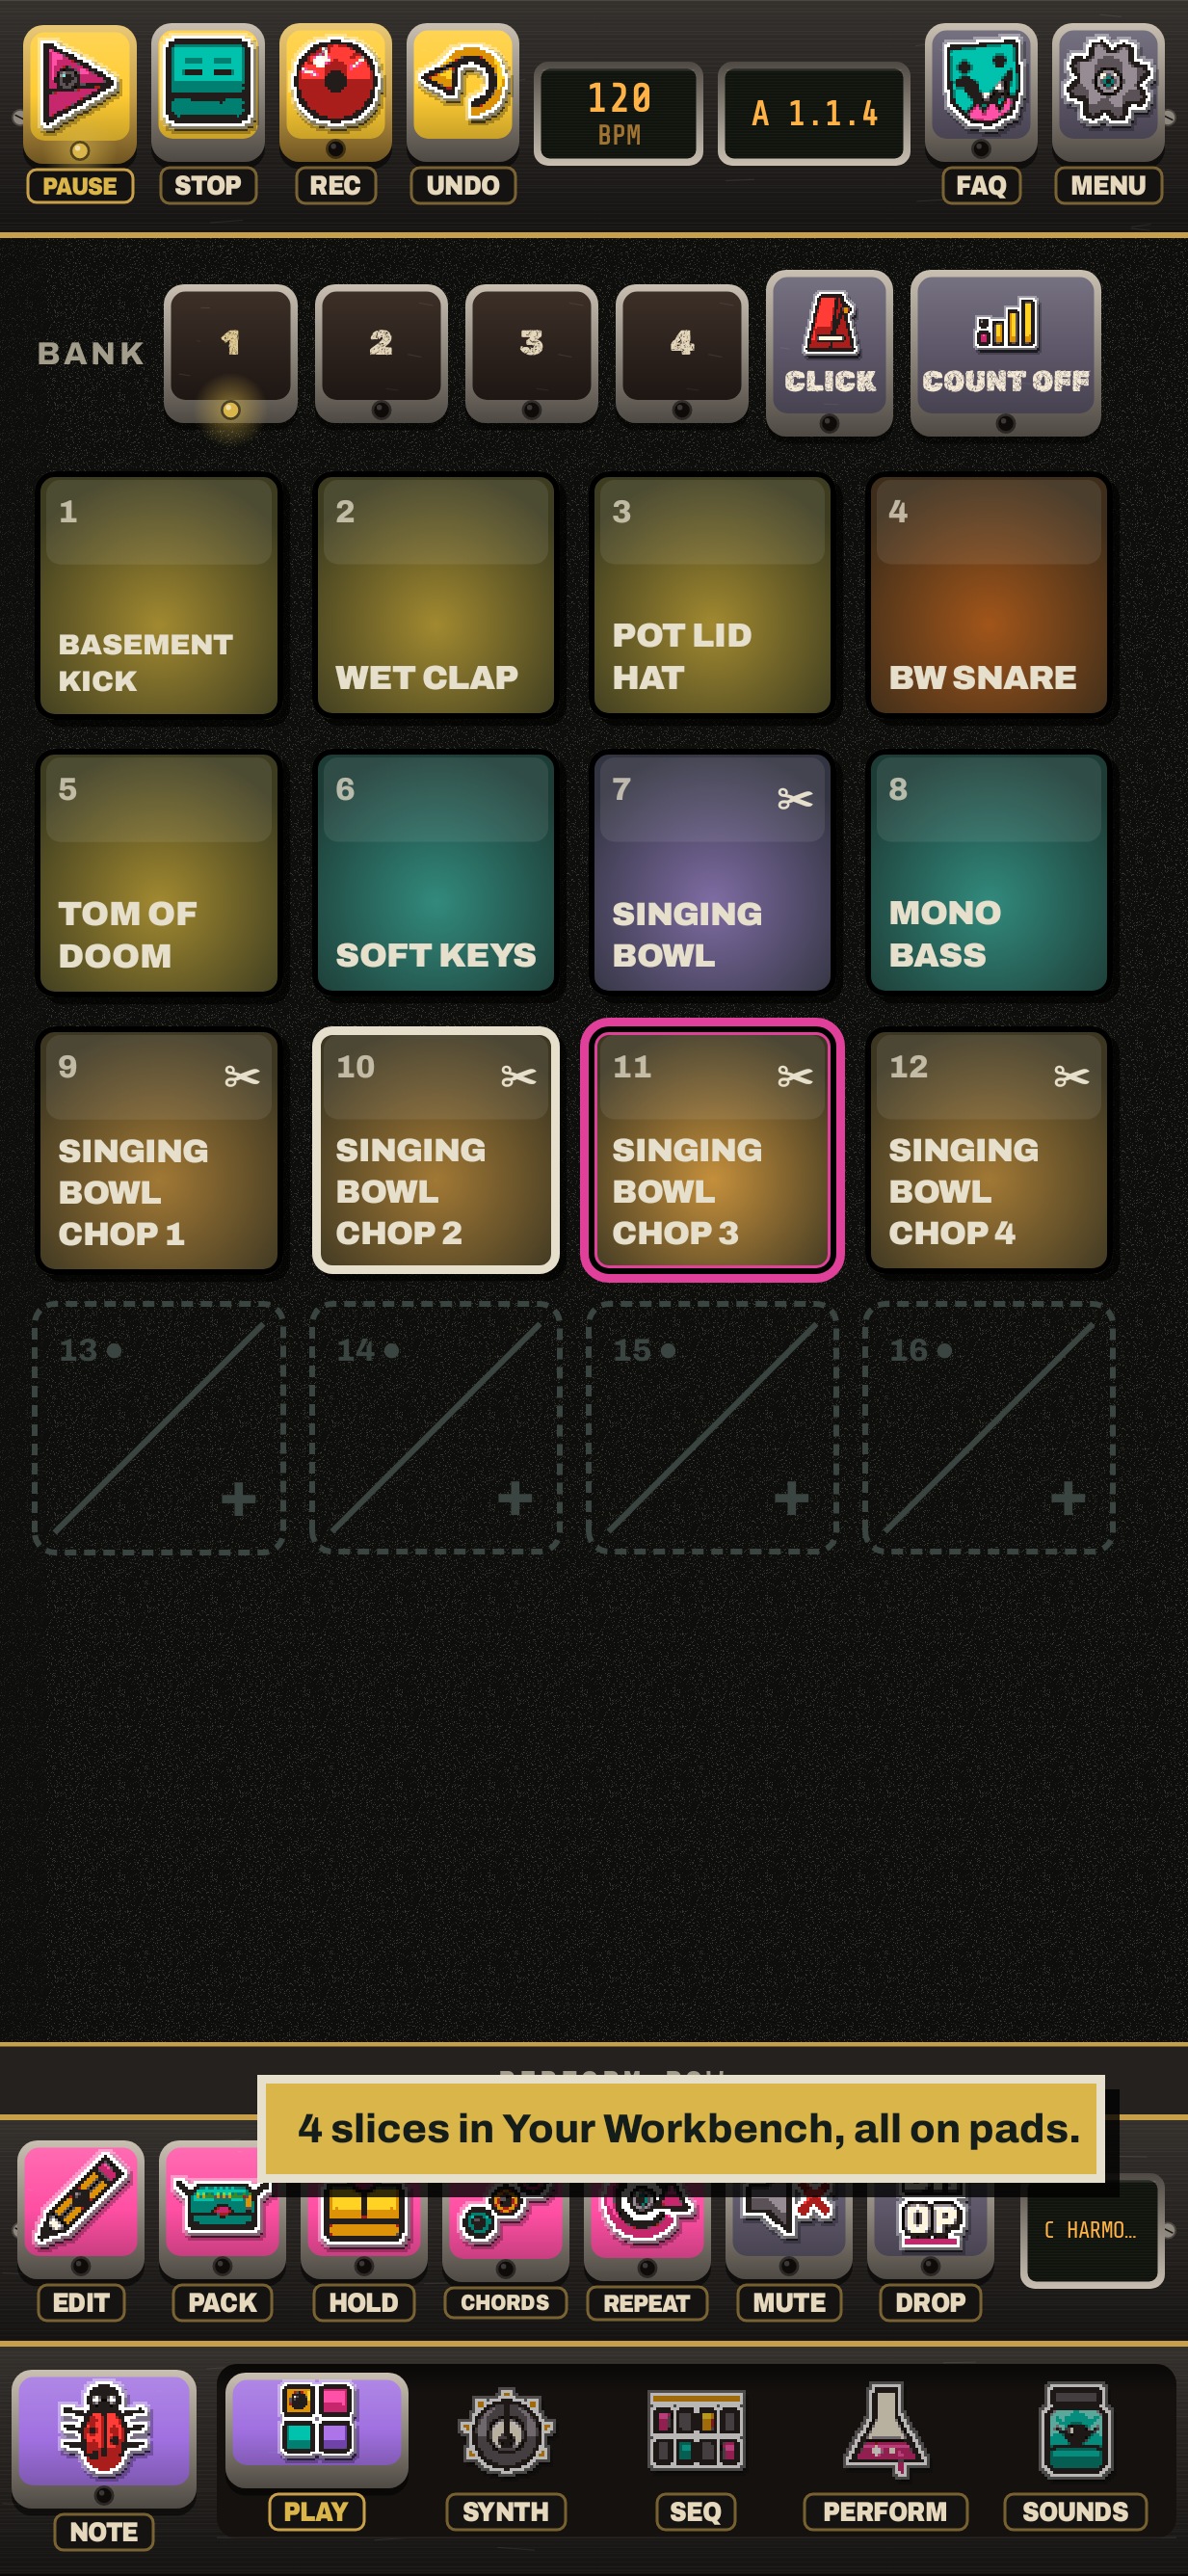 120
BPM
A 1.1.4
PAUSE
STOP
REC
UNDO
FAQ
MENU
BANK
1
2
3
4
CLICK
COUNT OFF
1
BASEMENT
KICK
2
WET CLAP
3
POT LID
HAT
4
BW SNARE
5
TOM OF
DOOM
6
SOFT KEYS
7
SINGING
BOWL
8
MONO
BASS
9
SINGING
BOWL
CHOP 1
10
SINGING
BOWL
CHOP 2
11
SINGING
BOWL
CHOP 3
12
SINGING
BOWL
CHOP 4
13
14
15
16
4 slices in Your Workbench, all on pads.
OP
C HARMO…
EDIT
PACK
HOLD
CHORDS
REPEAT
MUTE
DROP
NOTE
PLAY
SYNTH
SEQ
PERFORM
SOUNDS